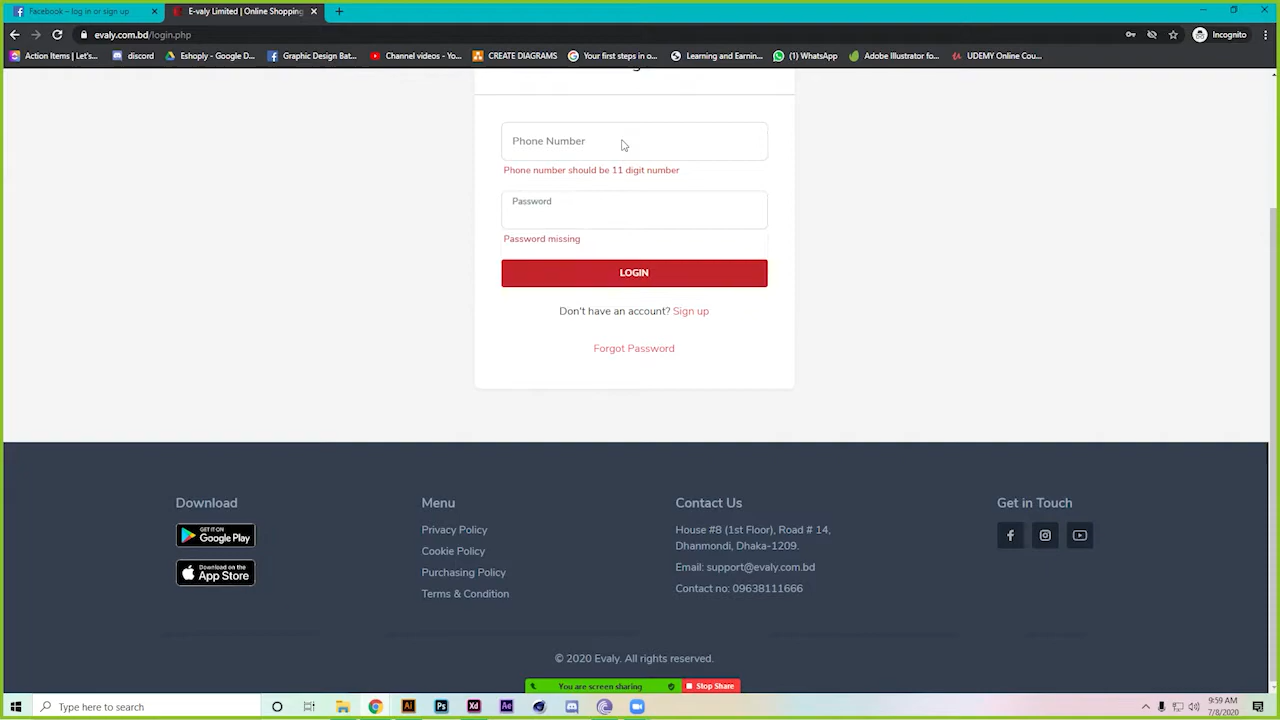 Facebook – log in or sign up
E-valy Limited | Online Shopping
evaly.com.bd/login.php
Incognito
Action Items | Let's...
discord
Eshoply - Google D...
Graphic Design Bat...
Channel videos - Yo...
CREATE DIAGRAMS
Your first steps in o...
Learning and Earnin...
(1) WhatsApp
Adobe Illustrator fo...
UDEMY Online Cou...
Phone Number
Phone number should be 11 digit number
Password
Password missing
LOGIN
Don't have an account? Sign up
Forgot Password
Download
GET IT ON
Google Play
Download on the
App Store
Menu
Privacy Policy
Cookie Policy
Purchasing Policy
Terms & Condition
Contact Us
House #8 (1st Floor), Road # 14,
Dhanmondi, Dhaka-1209.
Email: support@evaly.com.bd
Contact no: 09638111666
Get in Touch
© 2020 Evaly. All rights reserved.
You are screen sharing
Stop Share
Type here to search
Ai
Ps
Xd
Ae
9:59 AM
7/8/2020